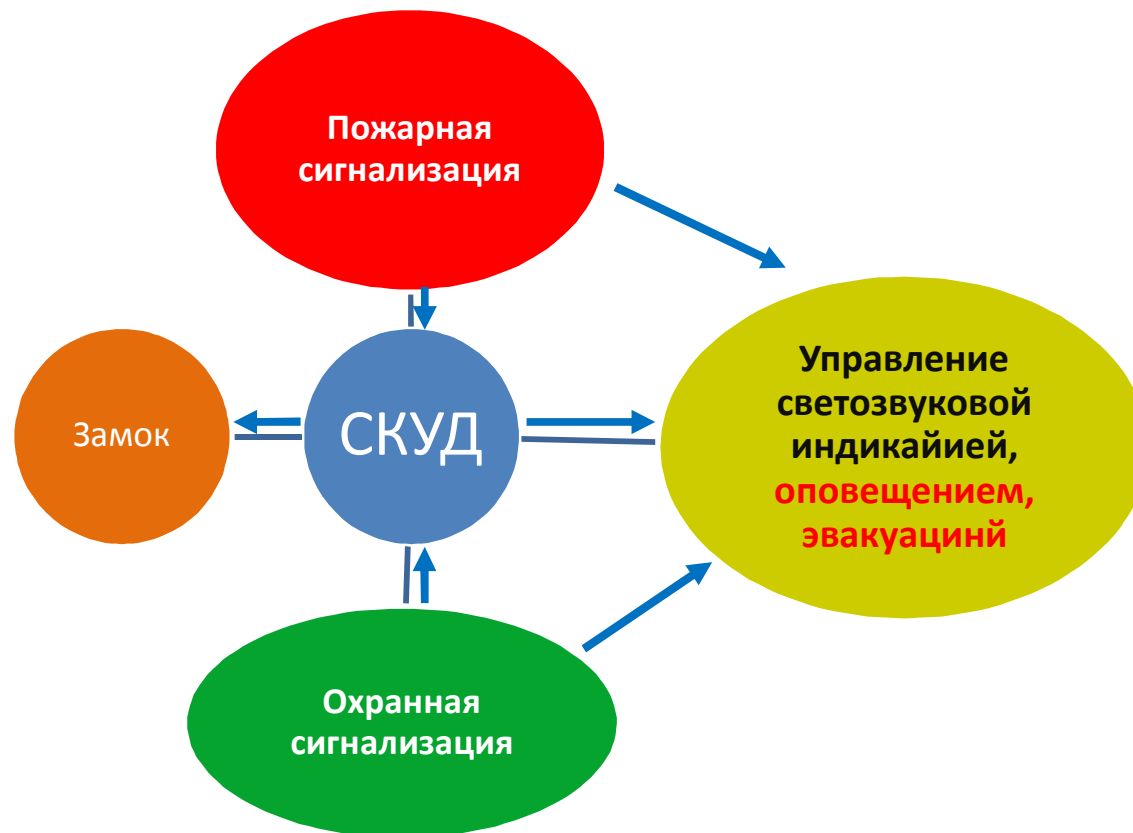 Пожарная
сигнализация
Замок
СКУД
Управление
светозвуковой
индикайией,
оповещением,
эвакуацинй
Охранная
сигнализация